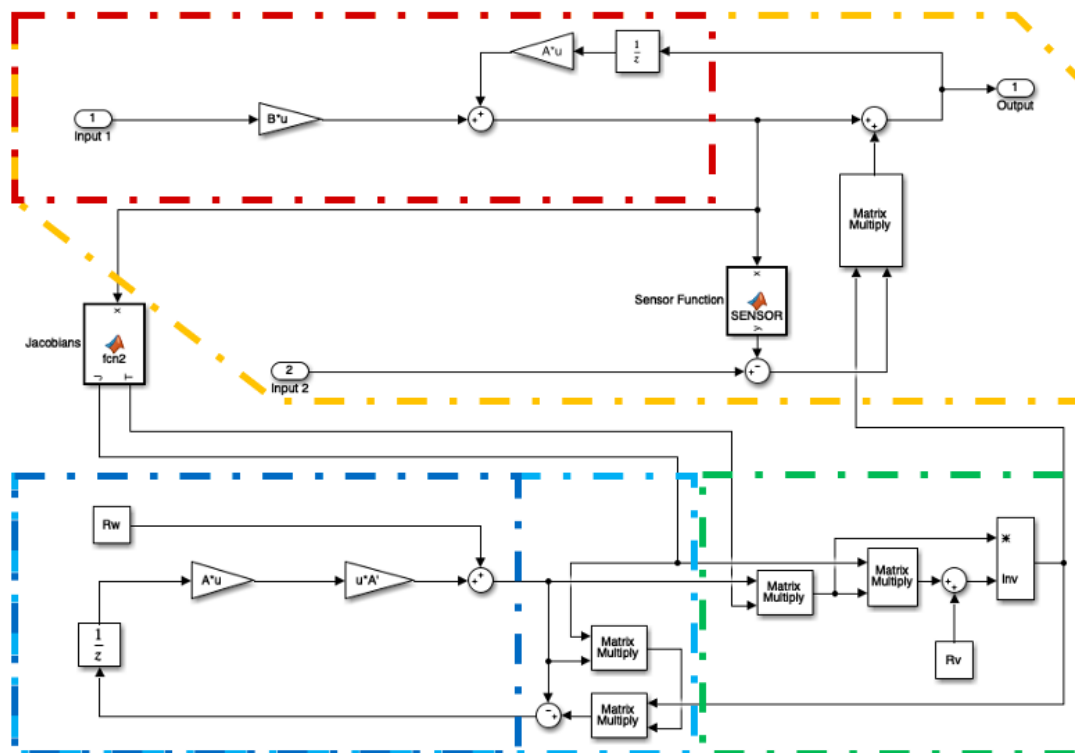 A*u
1
z
1
Output
1
Input 1
B*u
+
+
+
+
Matrix
Multiply
x
Sensor Function
SENSOR
y
x
Jacobians
fcn2
J
T
2
Input 2
+
−
Rw
A*u
u*A'
+
+
*
Inv
Matrix
Multiply
Matrix
Multiply
+
+
1
z
Matrix
Multiply
Rv
Matrix
Multiply
−
+